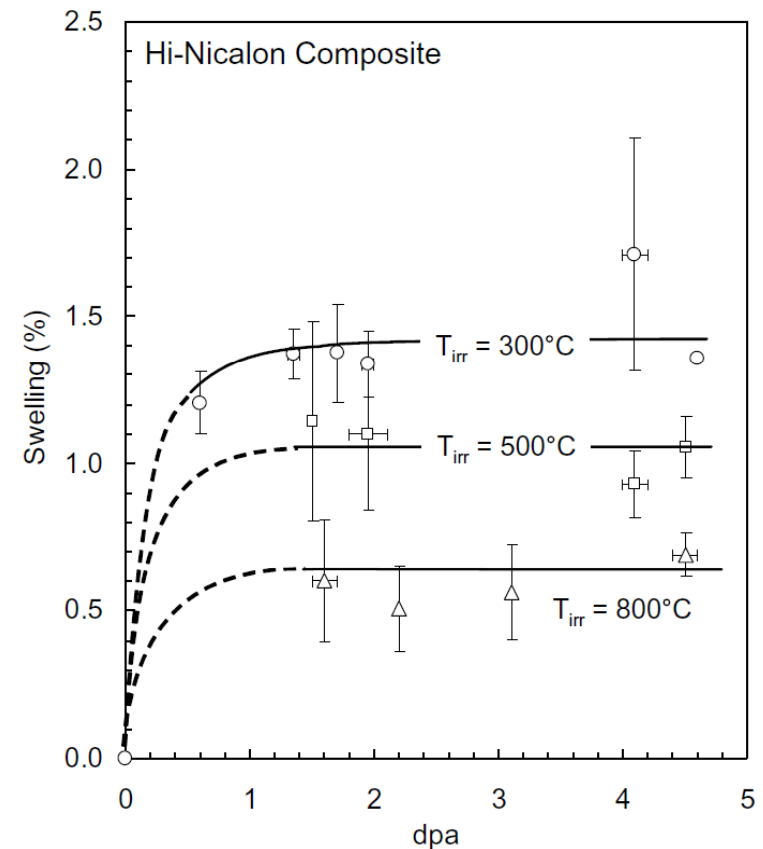 Hi-Nicalon Composite
Swelling (%)
2.5
2.0
1.5
1.0
0.5
0.0
T_irr = 300°C
T_irr = 500°C
T_irr = 800°C
0 1 2 3 4 5
dpa